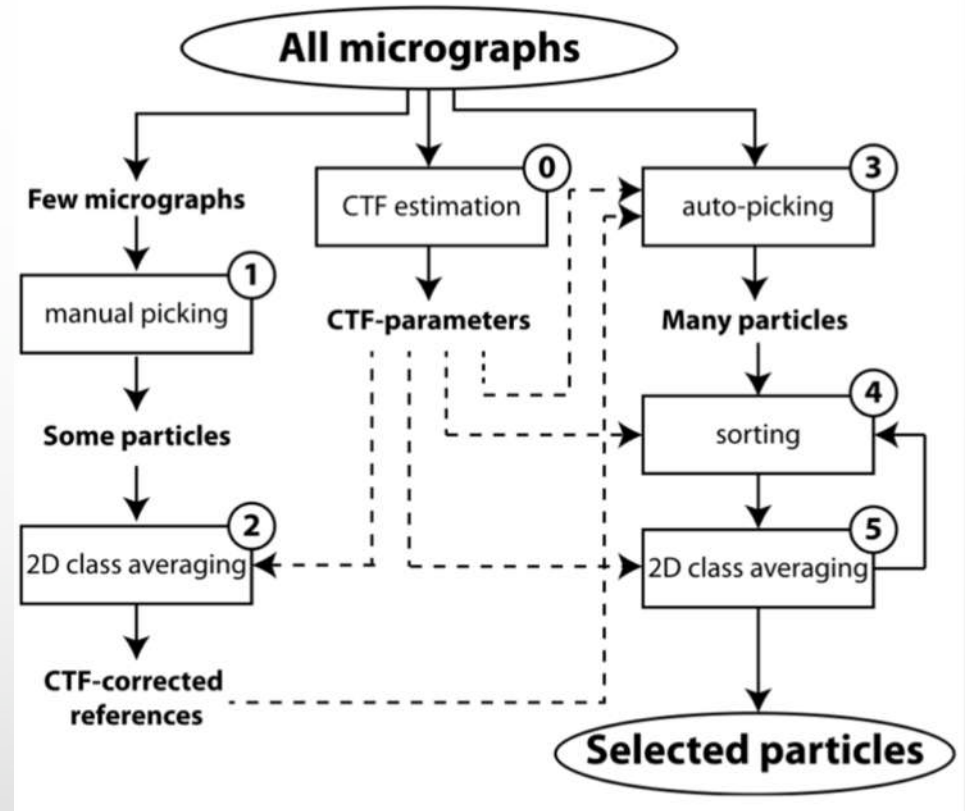 All micrographs
0
3
Few micrographs
CTF estimation
auto-picking
1
manual picking
CTF-parameters
Many particles
4
Some particles
sorting
2
5
2D class averaging
2D class averaging
CTF-corrected
references
Selected particles